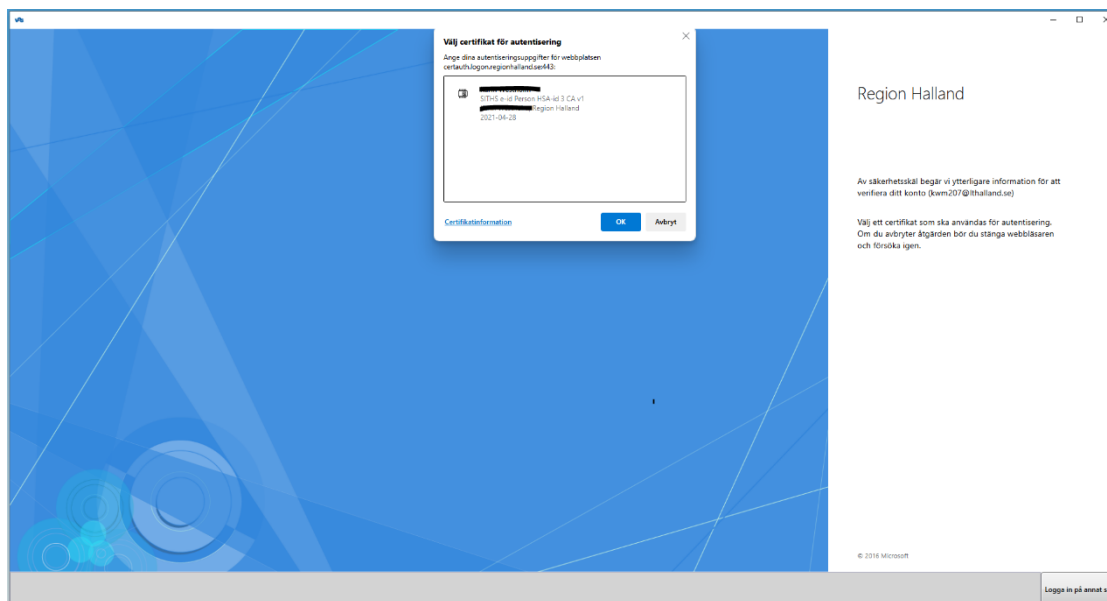 Välj certifikat för autentisering
Ange dina autentiseringsuppgifter för webbplatsen
certauth.logon.regionhalland.se:443:
SITHS e-id Person HSA-id 3 CA v1
Region Halland
2021-04-28
Certifikatinformation
OK
Avbryt
Region Halland
Av säkerhetsskäl begär vi ytterligare information för att
verifiera ditt konto (kwm207@lthalland.se)
Välj ett certifikat som ska användas för autentisering.
Om du avbryter åtgärden bör du stänga webbläsaren
och försöka igen.
© 2016 Microsoft
Logga in på annat s